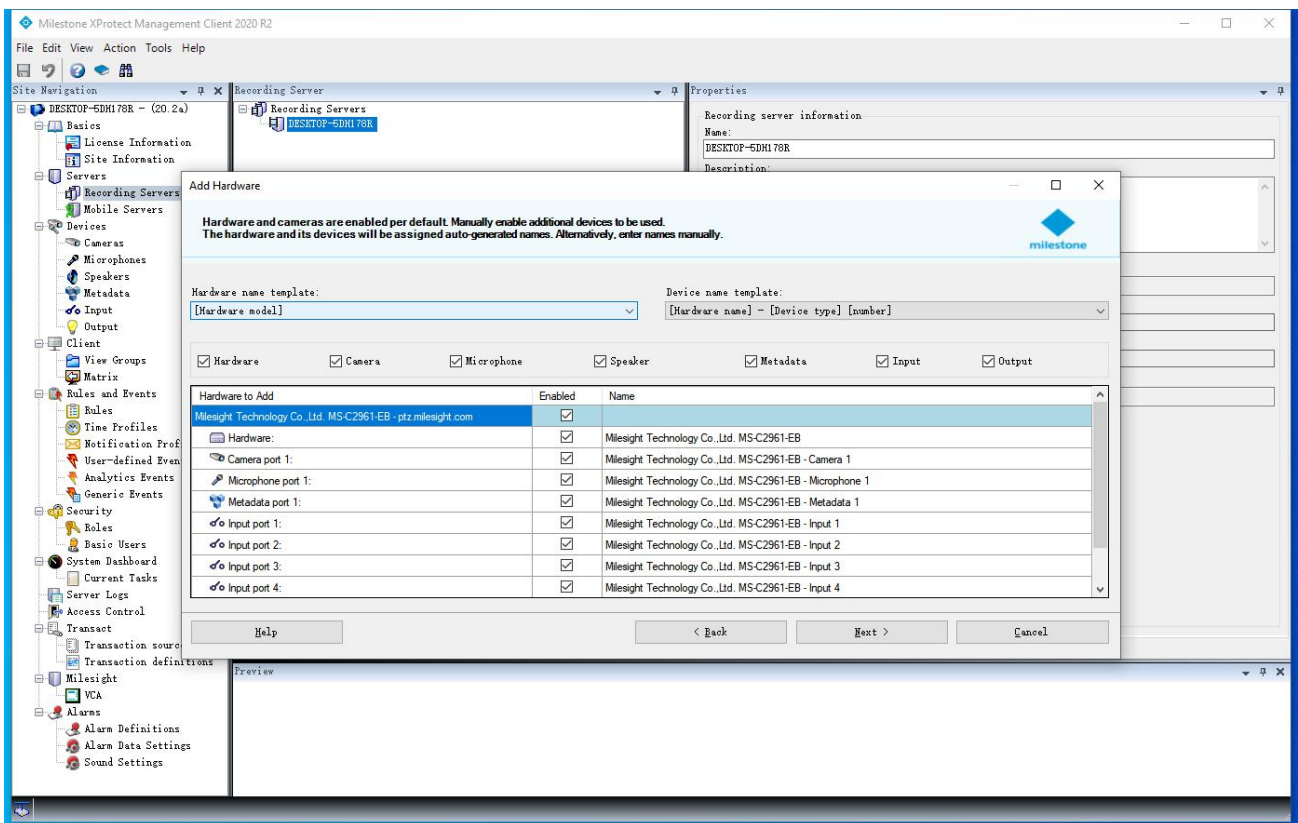 Milestone XProtect Management Client 2020 R2
File Edit View Action Tools Help
Site Navigation
DESKTOP-5DH178R - (20.2a)
Basics
License Information
Site Information
Servers
Recording Servers
Mobile Servers
Devices
Cameras
Microphones
Speakers
Metadata
Input
Output
Client
View Groups
Matrix
Rules and Events
Rules
Time Profiles
Notification Prof
User-defined Even
Analytics Events
Generic Events
Security
Roles
Basic Users
System Dashboard
Current Tasks
Server Logs
Access Control
Transact
Transaction sourc
Transaction definitions
Milesight
VCA
Alarms
Alarm Definitions
Alarm Data Settings
Sound Settings
Recording Server
Recording Servers
DESKTOP-5DH178R
Properties
Recording server information
Name:
DESKTOP-5DH178R
Description:
Add Hardware
Hardware and cameras are enabled per default. Manually enable additional devices to be used.
The hardware and its devices will be assigned auto-generated names. Alternatively, enter names manually.
milestone
Hardware name template: Device name template:
[Hardware model] [Hardware name] - [Device type] [number]
Hardware Camera Microphone Speaker Metadata Input Output
Hardware to Add Enabled Name
Milesight Technology Co.,Ltd. MS-C2961-EB - ptz.milesight.com
Hardware: Milesight Technology Co.,Ltd. MS-C2961-EB
Camera port 1: Milesight Technology Co.,Ltd. MS-C2961-EB - Camera 1
Microphone port 1: Milesight Technology Co.,Ltd. MS-C2961-EB - Microphone 1
Metadata port 1: Milesight Technology Co.,Ltd. MS-C2961-EB - Metadata 1
Input port 1: Milesight Technology Co.,Ltd. MS-C2961-EB - Input 1
Input port 2: Milesight Technology Co.,Ltd. MS-C2961-EB - Input 2
Input port 3: Milesight Technology Co.,Ltd. MS-C2961-EB - Input 3
Input port 4: Milesight Technology Co.,Ltd. MS-C2961-EB - Input 4
Help < Back Next > Cancel
Preview